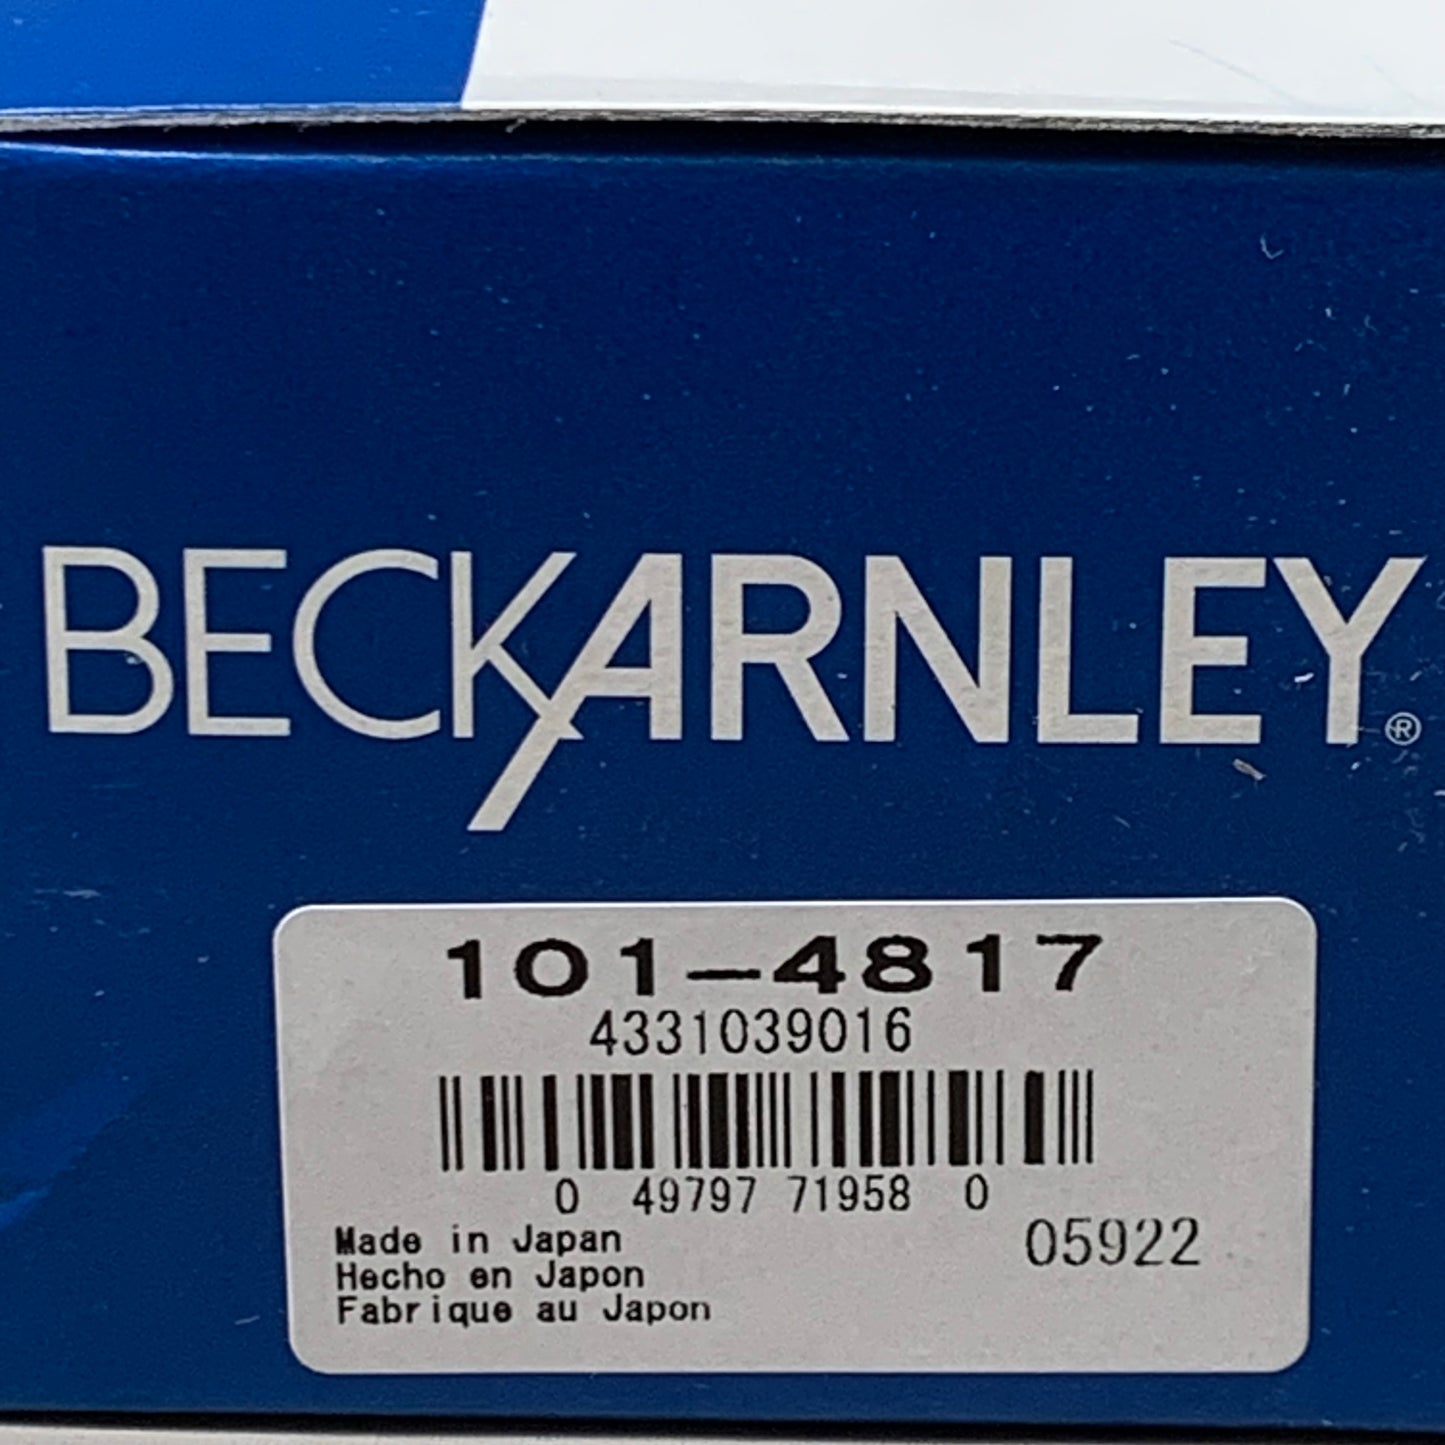 BECKARNLEY®
101-4817
4331039016
0 49797 71958 0
05922
Made in Japan
Hecho en Japon
Fabrique au Japon